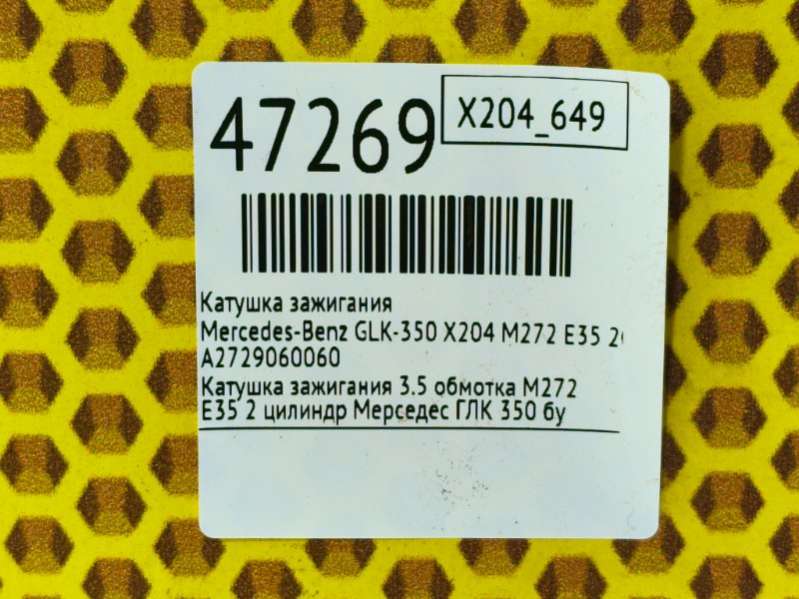 47269
X204_649
Катушка зажигания
Mercedes-Benz GLK-350 X204 M272 E35
A2729060060
Катушка зажигания 3.5 обмотка M272
E35 2 цилиндр Мерседес ГЛК 350 бу